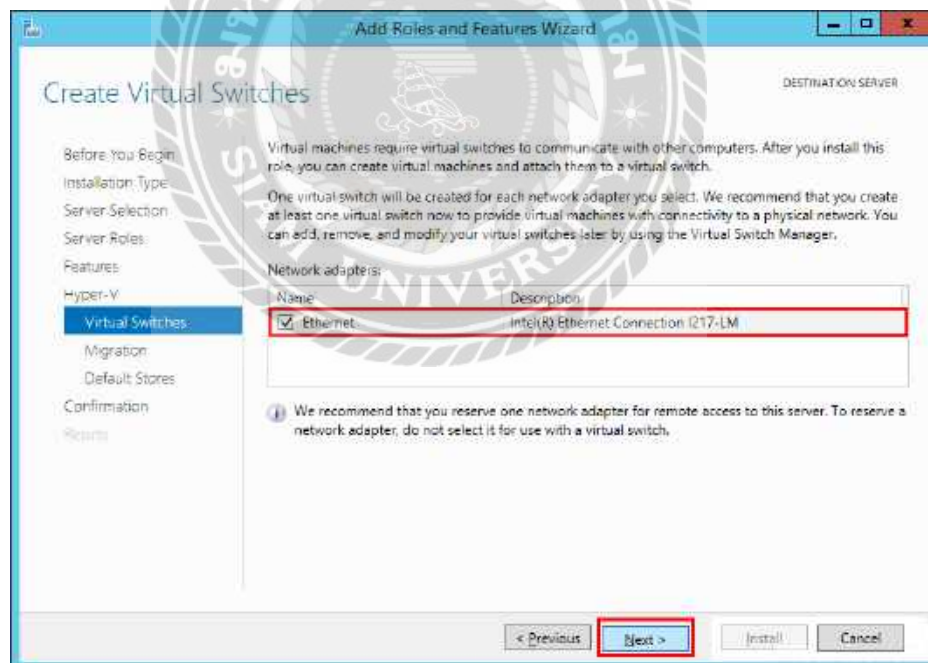 Add Roles and Features Wizard
Create Virtual Switches
DESTINATION SERVER
Before You Begin
Installation Type
Server Selection
Server Roles
Features
Hyper-V
Virtual Switches
Migration
Default Stores
Confirmation
Results
Virtual machines require virtual switches to communicate with other computers. After you install this
role, you can create virtual machines and attach them to a virtual switch.
One virtual switch will be created for each network adapter you select. We recommend that you create
at least one virtual switch now to provide virtual machines with connectivity to a physical network. You
can add, remove, and modify your virtual switches later by using the Virtual Switch Manager.
Network adapters:
Name Description
Ethernet Intel(R) Ethernet Connection I217-LM
We recommend that you reserve one network adapter for remote access to this server. To reserve a
network adapter, do not select it for use with a virtual switch.
< Previous Next > Install Cancel
UNIVERS